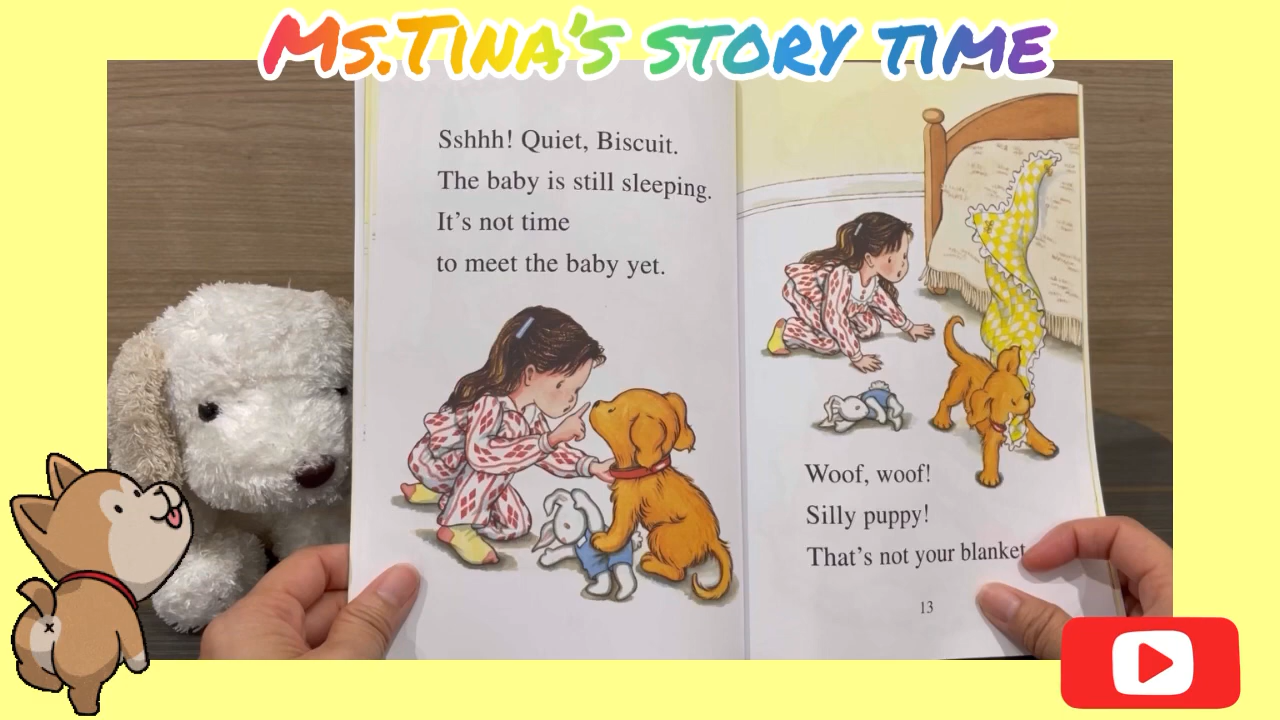 Ms.Tina's story time
Sshhh! Quiet, Biscuit.
The baby is still sleeping.
It's not time
to meet the baby yet.
Woof, woof!
Silly puppy!
That's not your blanket
13